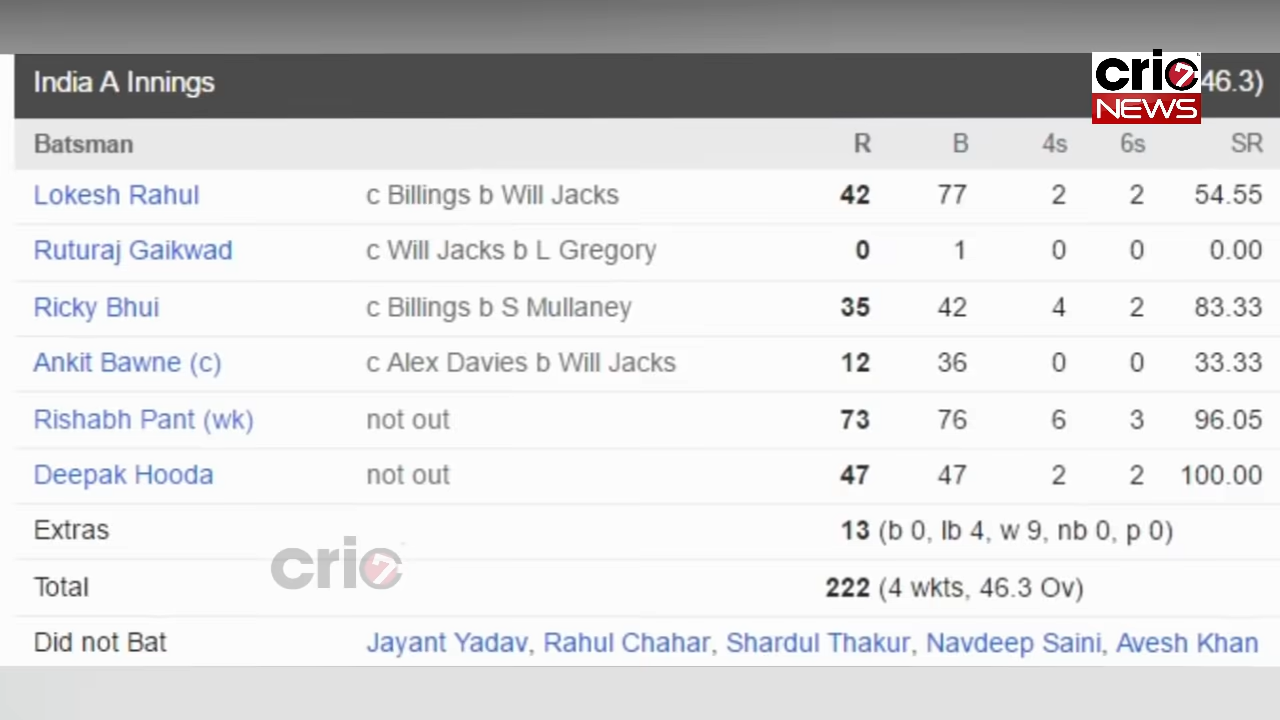 India A Innings 46.3)
cric7
NEWS
Batsman R B 4s 6s SR
Lokesh Rahul c Billings b Will Jacks 42 77 2 2 54.55
Ruturaj Gaikwad c Will Jacks b L Gregory 0 1 0 0 0.00
Ricky Bhui c Billings b S Mullaney 35 42 4 2 83.33
Ankit Bawne (c) c Alex Davies b Will Jacks 12 36 0 0 33.33
Rishabh Pant (wk) not out 73 76 6 3 96.05
Deepak Hooda not out 47 47 2 2 100.00
Extras 13 (b 0, lb 4, w 9, nb 0, p 0)
cric7
Total 222 (4 wkts, 46.3 Ov)
Did not Bat Jayant Yadav, Rahul Chahar, Shardul Thakur, Navdeep Saini, Avesh Khan